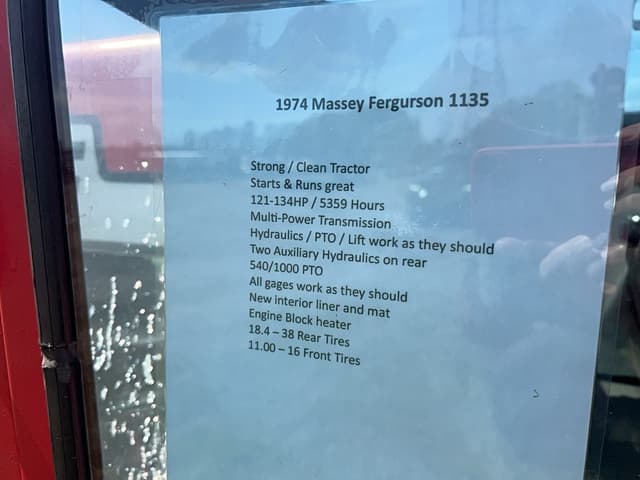 1974 Massey Fergurson 1135
Strong / Clean Tractor
Starts & Runs great
121-134HP / 5359 Hours
Multi-Power Transmission
Hydraulics / PTO / Lift work as they should
Two Auxiliary Hydraulics on rear
540/1000 PTO
All gages work as they should
New interior liner and mat
Engine Block heater
18.4 – 38 Rear Tires
11.00 – 16 Front Tires